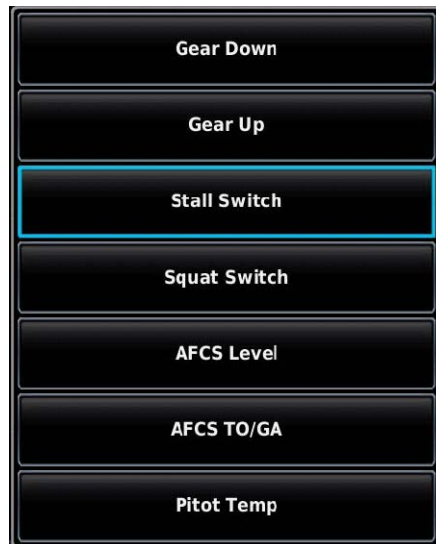 Gear Down
Gear Up
Stall Switch
Squat Switch
AFCS Level
AFCS TO/GA
Pitot Temp